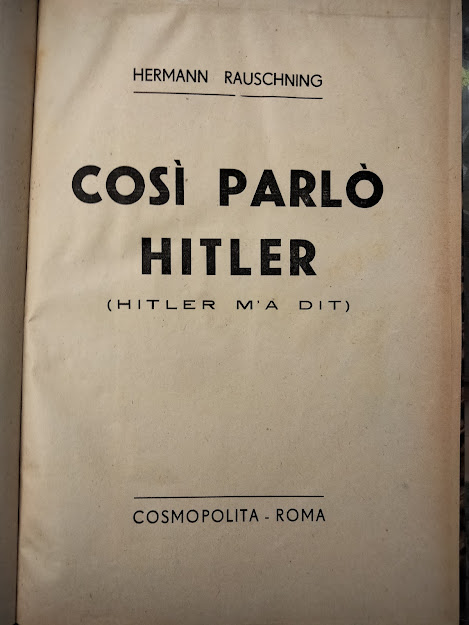 HERMANN RAUSCHNING
COSÌ PARLÒ
HITLER
(HITLER M'A DIT)
COSMOPOLITA - ROMA